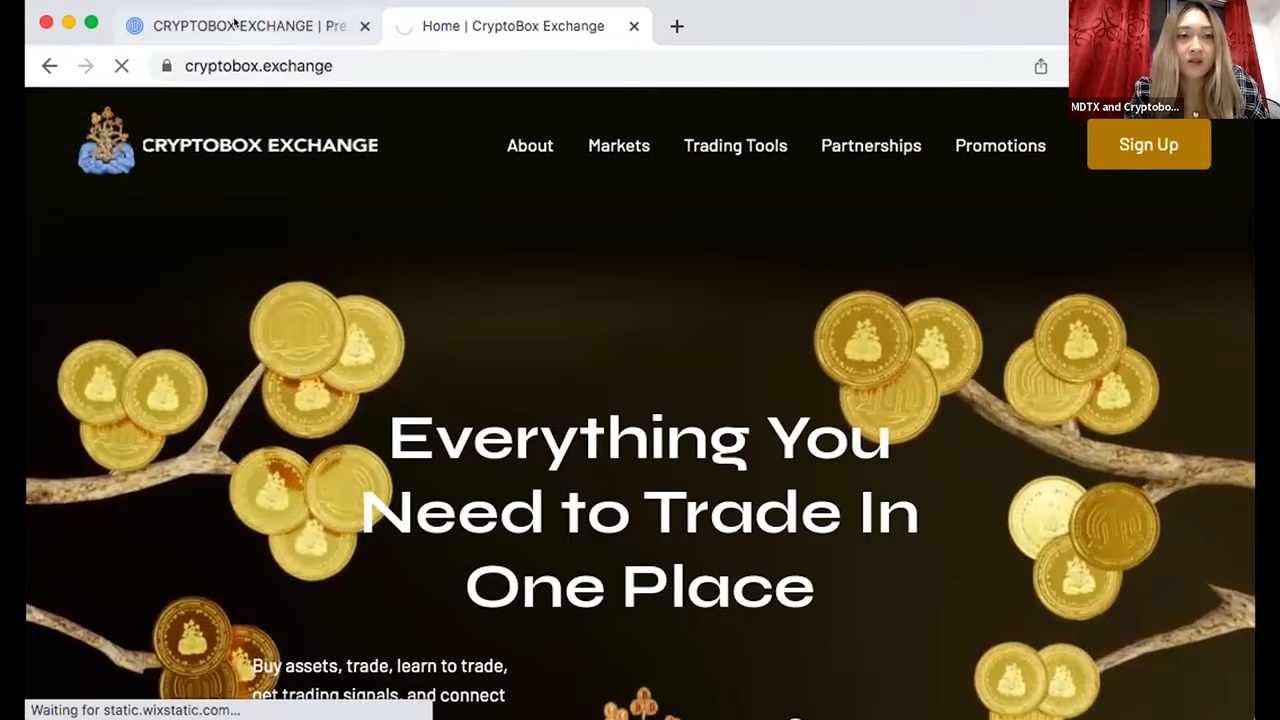 CRYPTOBOX EXCHANGE | Pre
Home | CryptoBox Exchange
cryptobox.exchange
MDTX and Cryptobo...
CRYPTOBOX EXCHANGE
About
Markets
Trading Tools
Partnerships
Promotions
Sign Up
Everything You
Need to Trade In
One Place
Buy assets, trade, learn to trade,
get trading signals, and connect
Waiting for static.wixstatic.com...